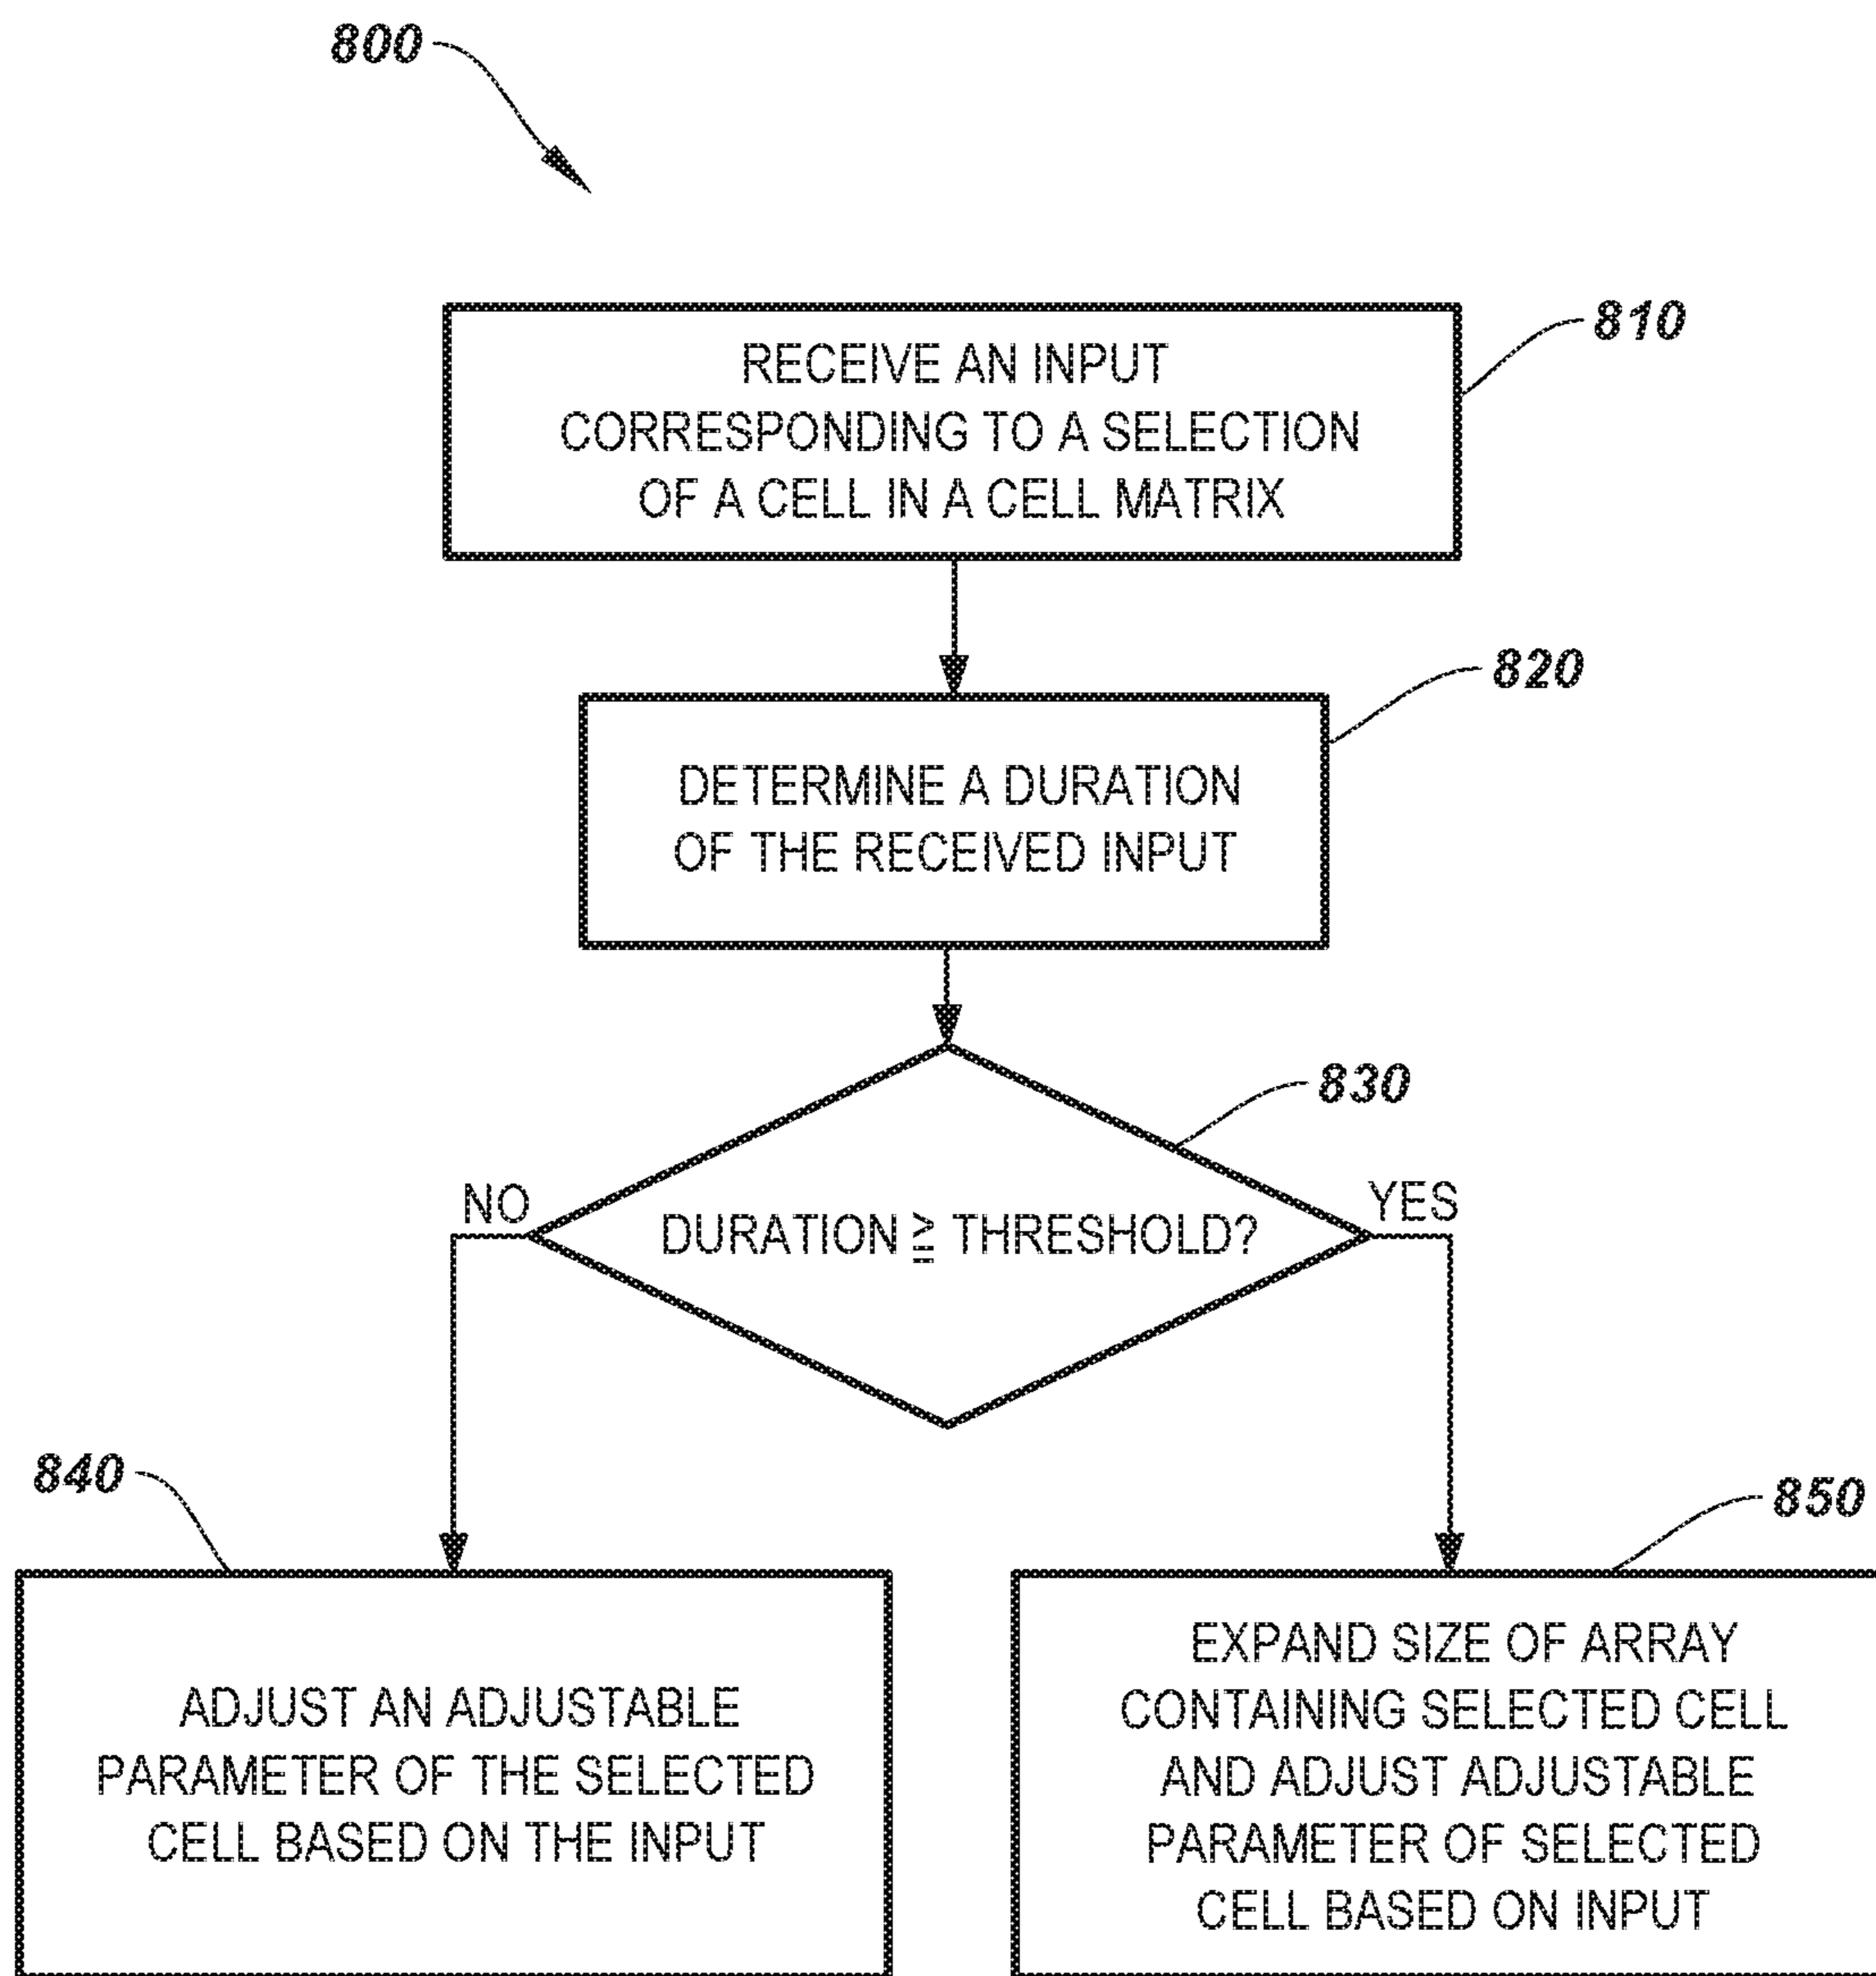 800
RECEIVE AN INPUT
CORRESPONDING TO A SELECTION
OF A CELL IN A CELL MATRIX
810
DETERMINE A DURATION
OF THE RECEIVED INPUT
820
DURATION ≧ THRESHOLD?
830
NO
YES
840
ADJUST AN ADJUSTABLE
PARAMETER OF THE SELECTED
CELL BASED ON THE INPUT
850
EXPAND SIZE OF ARRAY
CONTAINING SELECTED CELL
AND ADJUST ADJUSTABLE
PARAMETER OF SELECTED
CELL BASED ON INPUT